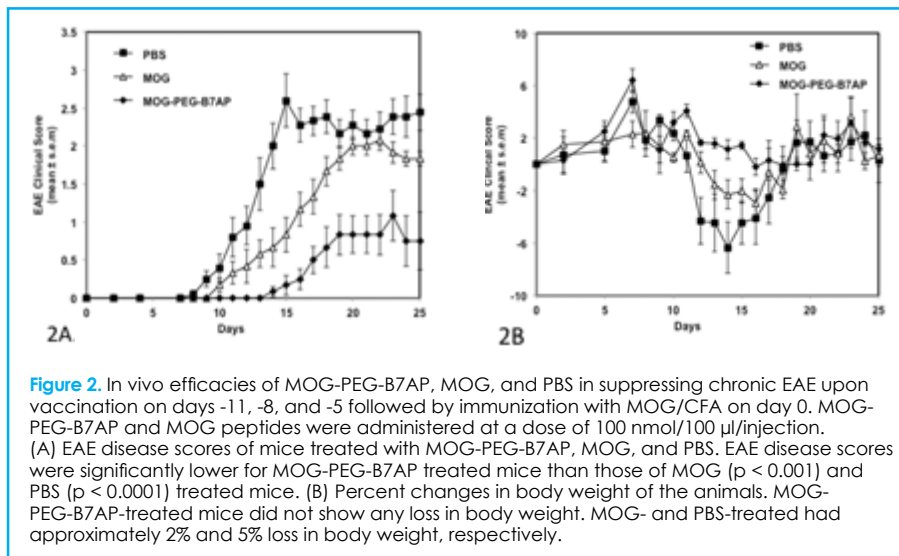 3.5
3
2.5
2
1.5
1
0.5
0
EAE Clinical Score
(mean ± s.e.m)
PBS
MOG
MOG-PEG-B7AP
0 5 10 15 20 25
Days
2A.
10
6
2
-2
-6
-10
EAE Clinical Score
(mean ± s.e.m)
PBS
MOG
MOG-PEG-B7AP
0 5 10 15 20 25
Days
2B
Figure 2. In vivo efficacies of MOG-PEG-B7AP, MOG, and PBS in suppressing chronic EAE upon
vaccination on days -11, -8, and -5 followed by immunization with MOG/CFA on day 0. MOG-
PEG-B7AP and MOG peptides were administered at a dose of 100 nmol/100 µl/injection.
(A) EAE disease scores of mice treated with MOG-PEG-B7AP, MOG, and PBS. EAE disease scores
were significantly lower for MOG-PEG-B7AP treated mice than those of MOG (p < 0.001) and
PBS (p < 0.0001) treated mice. (B) Percent changes in body weight of the animals. MOG-
PEG-B7AP-treated mice did not show any loss in body weight. MOG- and PBS-treated had
approximately 2% and 5% loss in body weight, respectively.